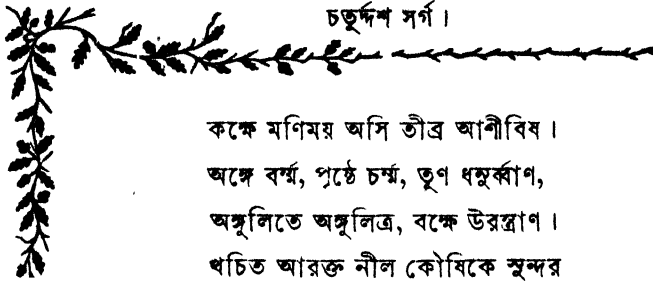 চতুর্দ্দশ সর্গ।
কক্ষে মণিময় অসি তীব্র আশীবিষ।
অঙ্গে বর্ম্ম, পৃষ্ঠে চর্ম্ম, তূণ ধনুর্ব্বাণ,
অঙ্গুলিতে অঙ্গুলিত্র, বক্ষে উরস্ত্রাণ।
খচিত আরক্ত নীল কৌষিকে সুন্দর